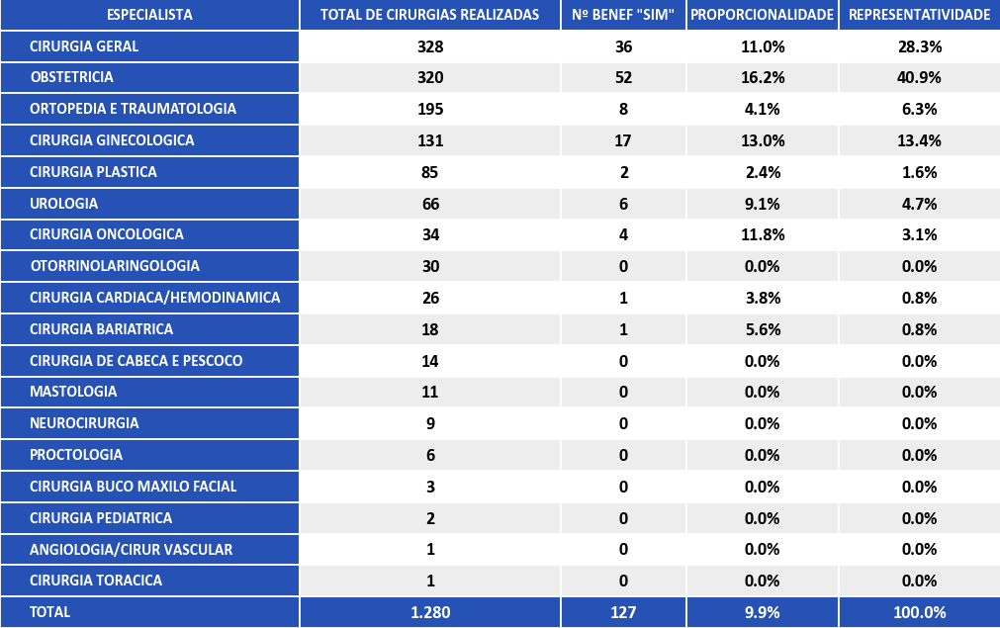 ESPECIALISTA TOTAL DE CIRURGIAS REALIZADAS Nº BENEF "SIM" PROPORCIONALIDADE REPRESENTATIVIDADE
CIRURGIA GERAL 328 36 11.0% 28.3%
OBSTETRICIA 320 52 16.2% 40.9%
ORTOPEDIA E TRAUMATOLOGIA 195 8 4.1% 6.3%
CIRURGIA GINECOLOGICA 131 17 13.0% 13.4%
CIRURGIA PLASTICA 85 2 2.4% 1.6%
UROLOGIA 66 6 9.1% 4.7%
CIRURGIA ONCOLOGICA 34 4 11.8% 3.1%
OTORRINOLARINGOLOGIA 30 0 0.0% 0.0%
CIRURGIA CARDIACA/HEMODINAMICA 26 1 3.8% 0.8%
CIRURGIA BARIATRICA 18 1 5.6% 0.8%
CIRURGIA DE CABECA E PESCOCO 14 0 0.0% 0.0%
MASTOLOGIA 11 0 0.0% 0.0%
NEUROCIRURGIA 9 0 0.0% 0.0%
PROCTOLOGIA 6 0 0.0% 0.0%
CIRURGIA BUCO MAXILO FACIAL 3 0 0.0% 0.0%
CIRURGIA PEDIATRICA 2 0 0.0% 0.0%
ANGIOLOGIA/CIRUR VASCULAR 1 0 0.0% 0.0%
CIRURGIA TORACICA 1 0 0.0% 0.0%
TOTAL 1.280 127 9.9% 100.0%